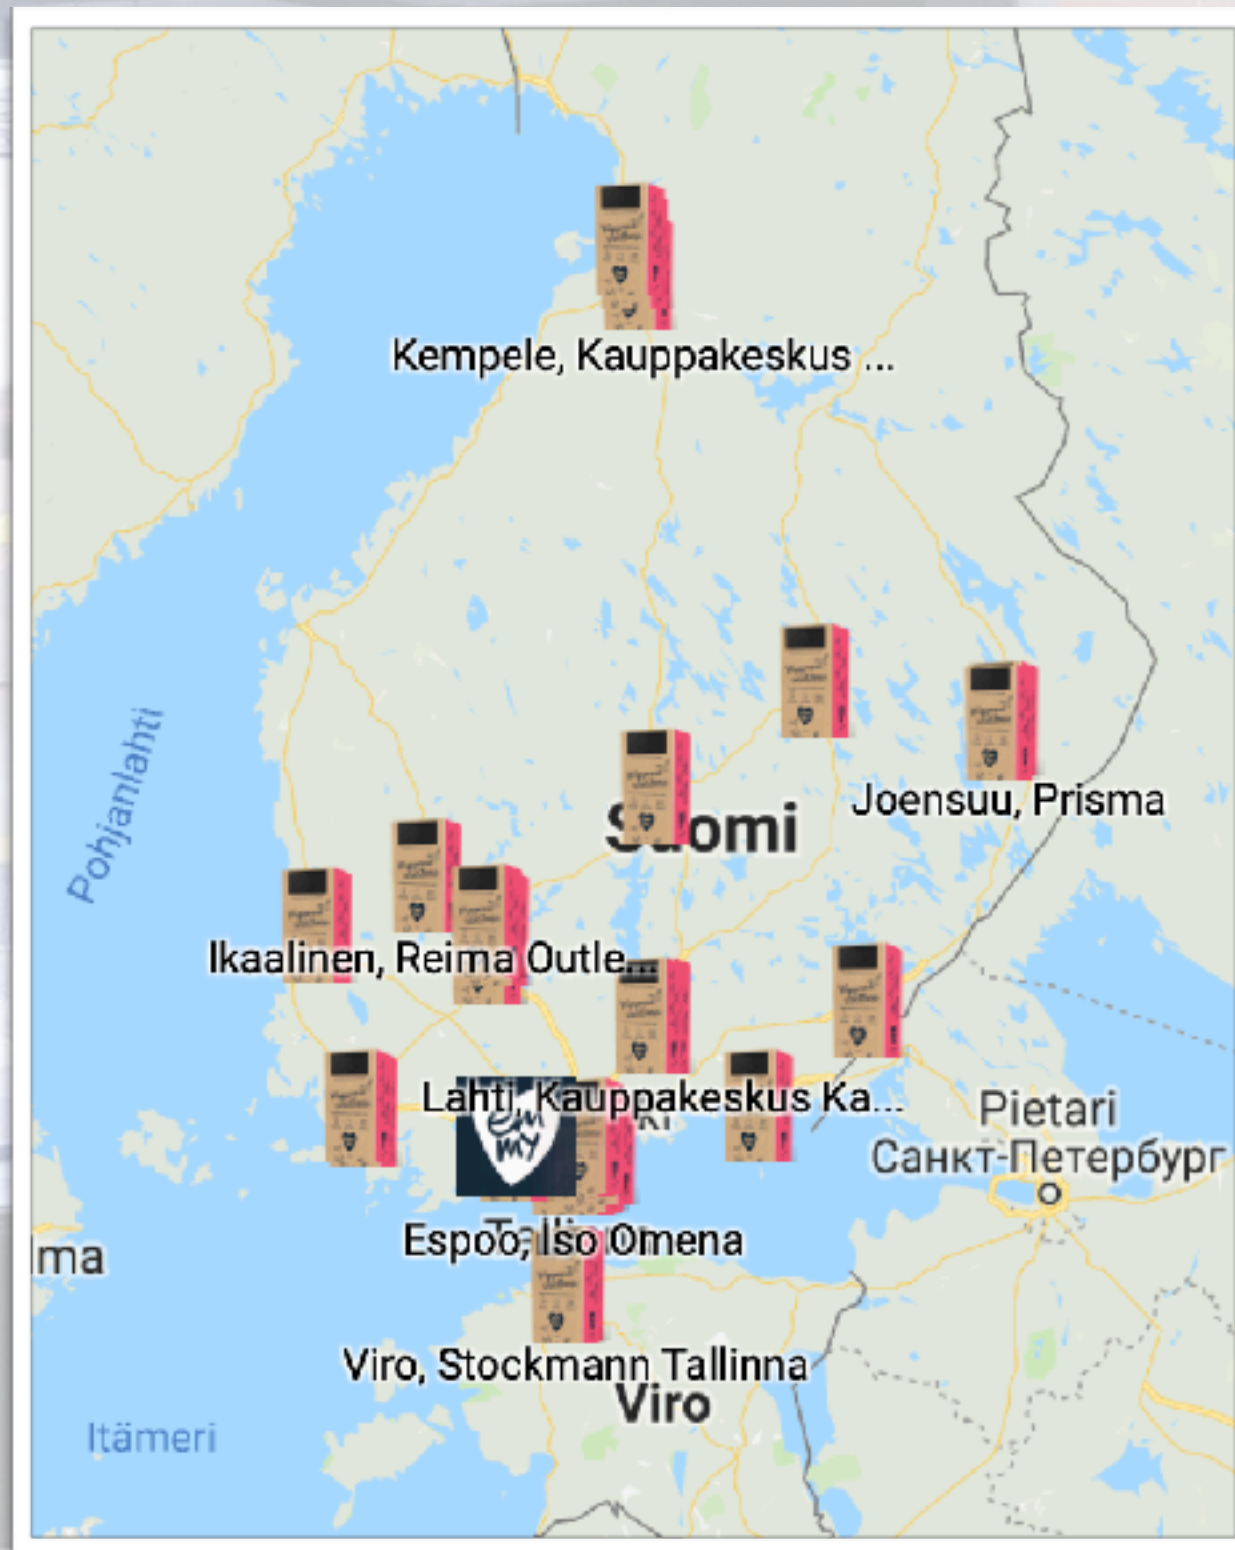 Kempele, Kauppakeskus ...
Pohjanlahti
Joensuu, Prisma
Suomi
Ikaalinen, Reima Outle...
Lahti, Kauppakeskus Ka...
emmy
Pietari
Санкт-Петербург
Espoo, Iso Omena
ma
Viro, Stockmann Tallinna
Viro
Itämeri